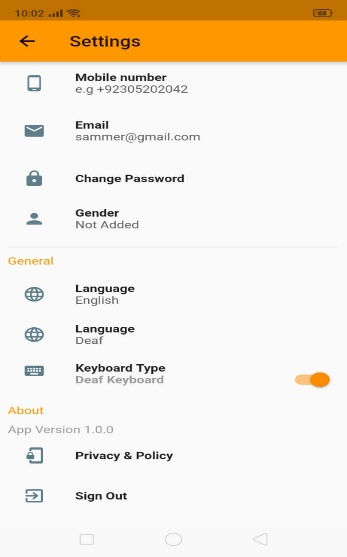 10:02
68
Settings
Mobile number
e.g +92305202042
Email
sammer@gmail.com
Change Password
Gender
Not Added
General
Language
English
Language
Deaf
Keyboard Type
Deaf Keyboard
About
App Version 1.0.0
Privacy & Policy
Sign Out